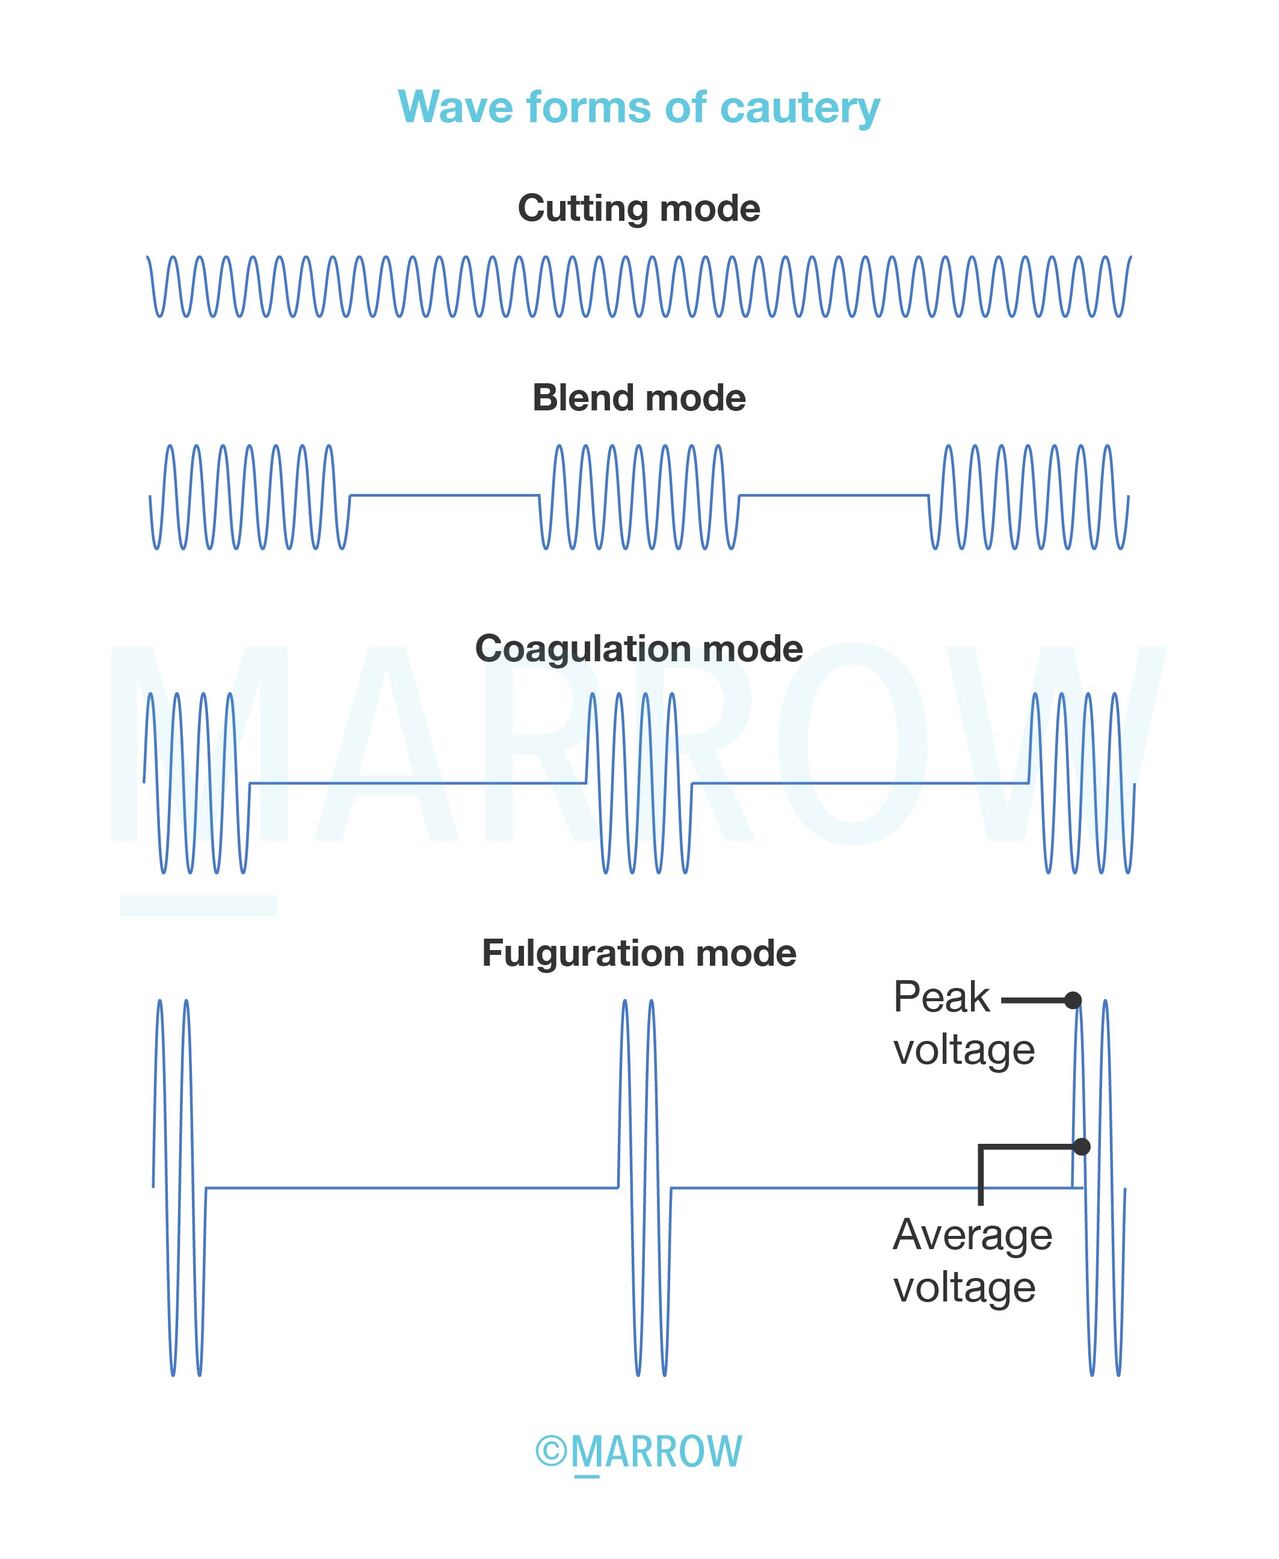 Wave forms of cautery
Cutting mode
Blend mode
Coagulation mode
MARROW
Fulguration mode
Peak
voltage
Average
voltage
©MARROW